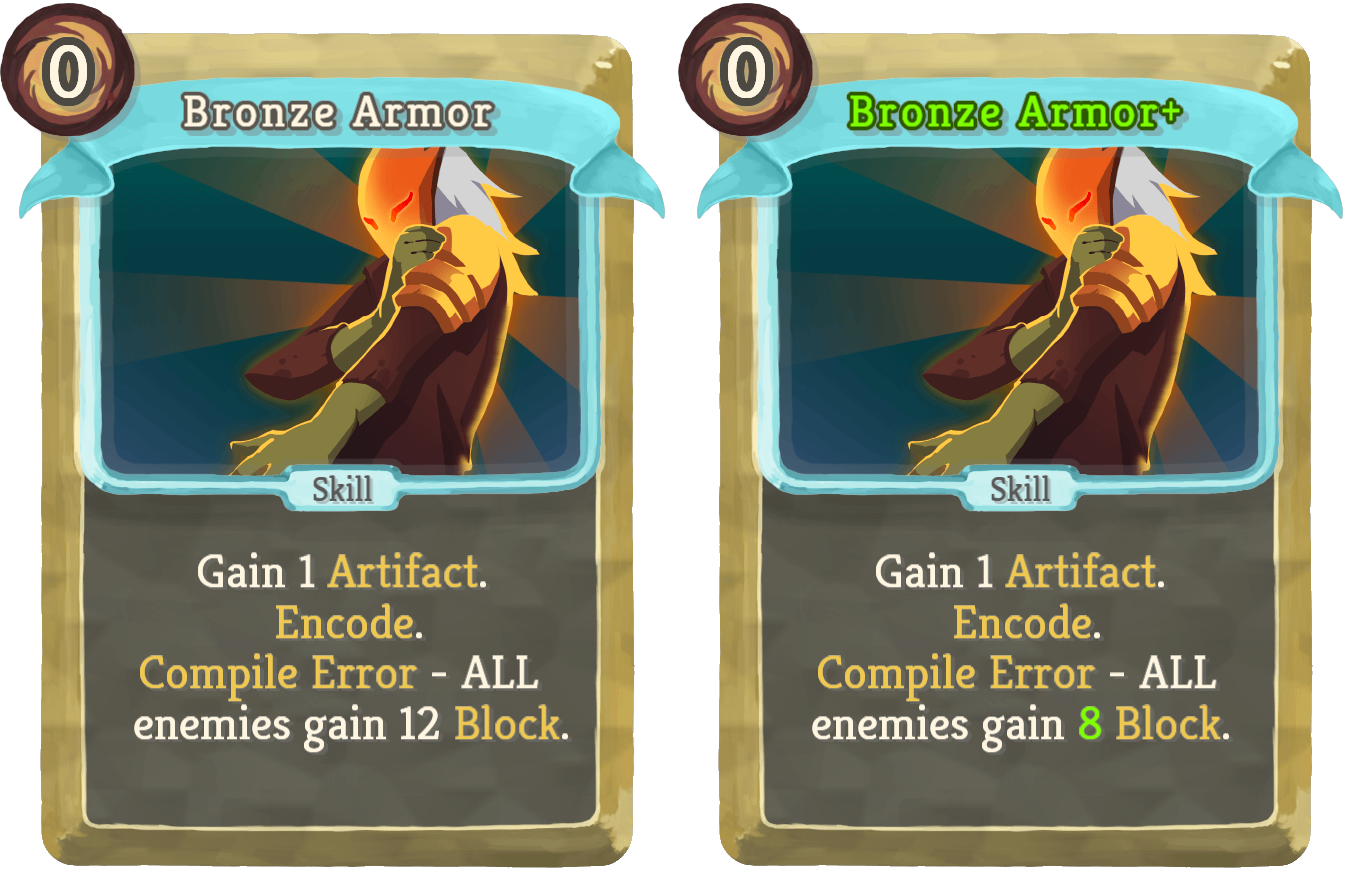 0
Bronze Armor
Skill
Gain 1 Artifact.
Encode.
Compile Error - ALL
enemies gain 12 Block.
0
Bronze Armor+
Skill
Gain 1 Artifact.
Encode.
Compile Error - ALL
enemies gain 8 Block.